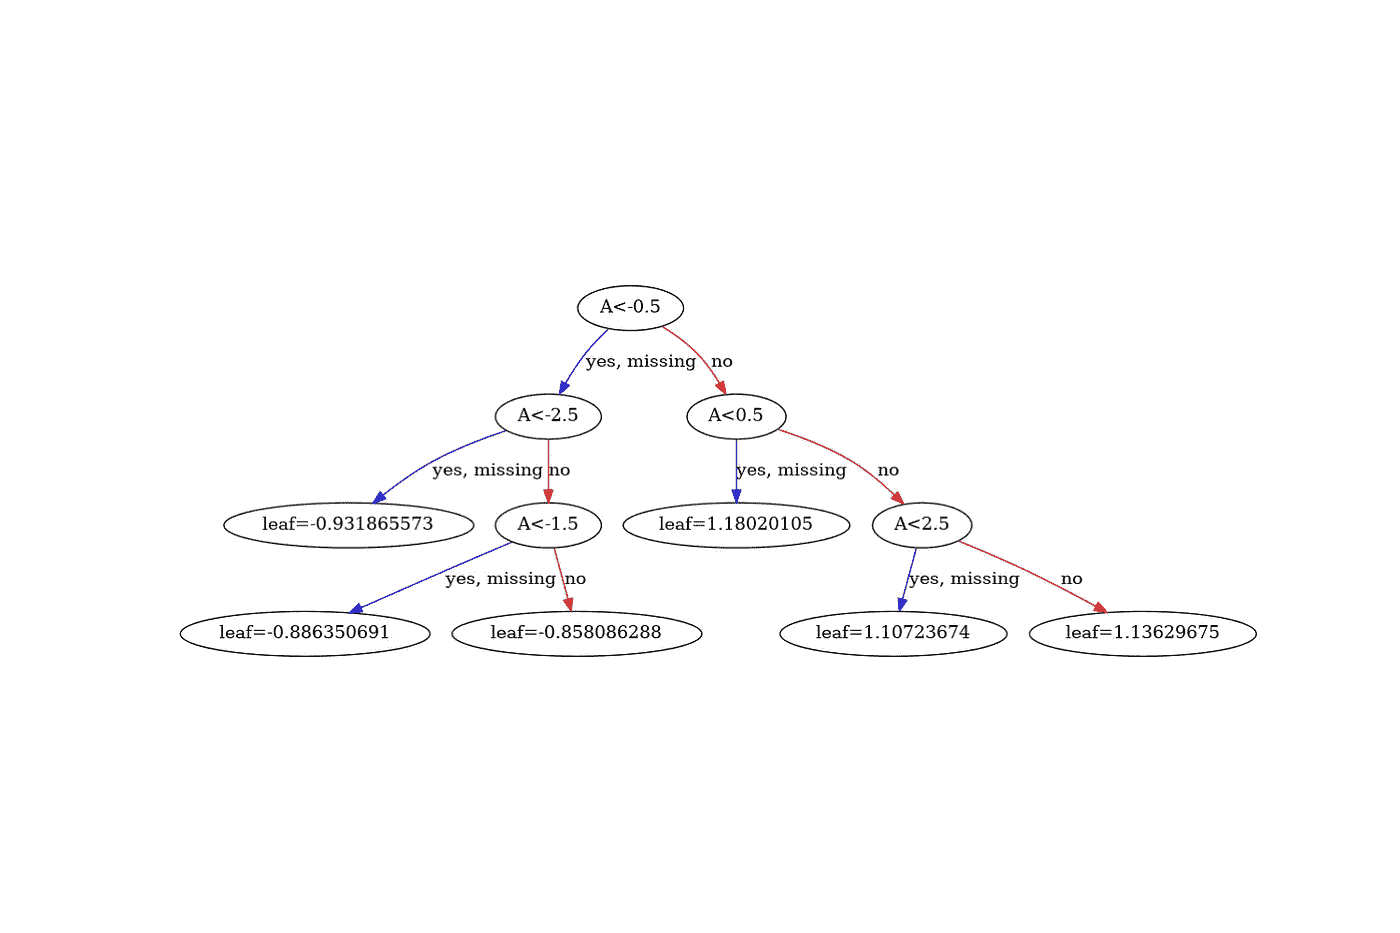 A<-0.5
yes, missing
no
A<-2.5
A<0.5
yes, missing
no
yes, missing
no
leaf=-0.931865573
A<-1.5
leaf=1.18020105
A<2.5
yes, missing
no
yes, missing
no
leaf=-0.886350691
leaf=-0.858086288
leaf=1.10723674
leaf=1.13629675